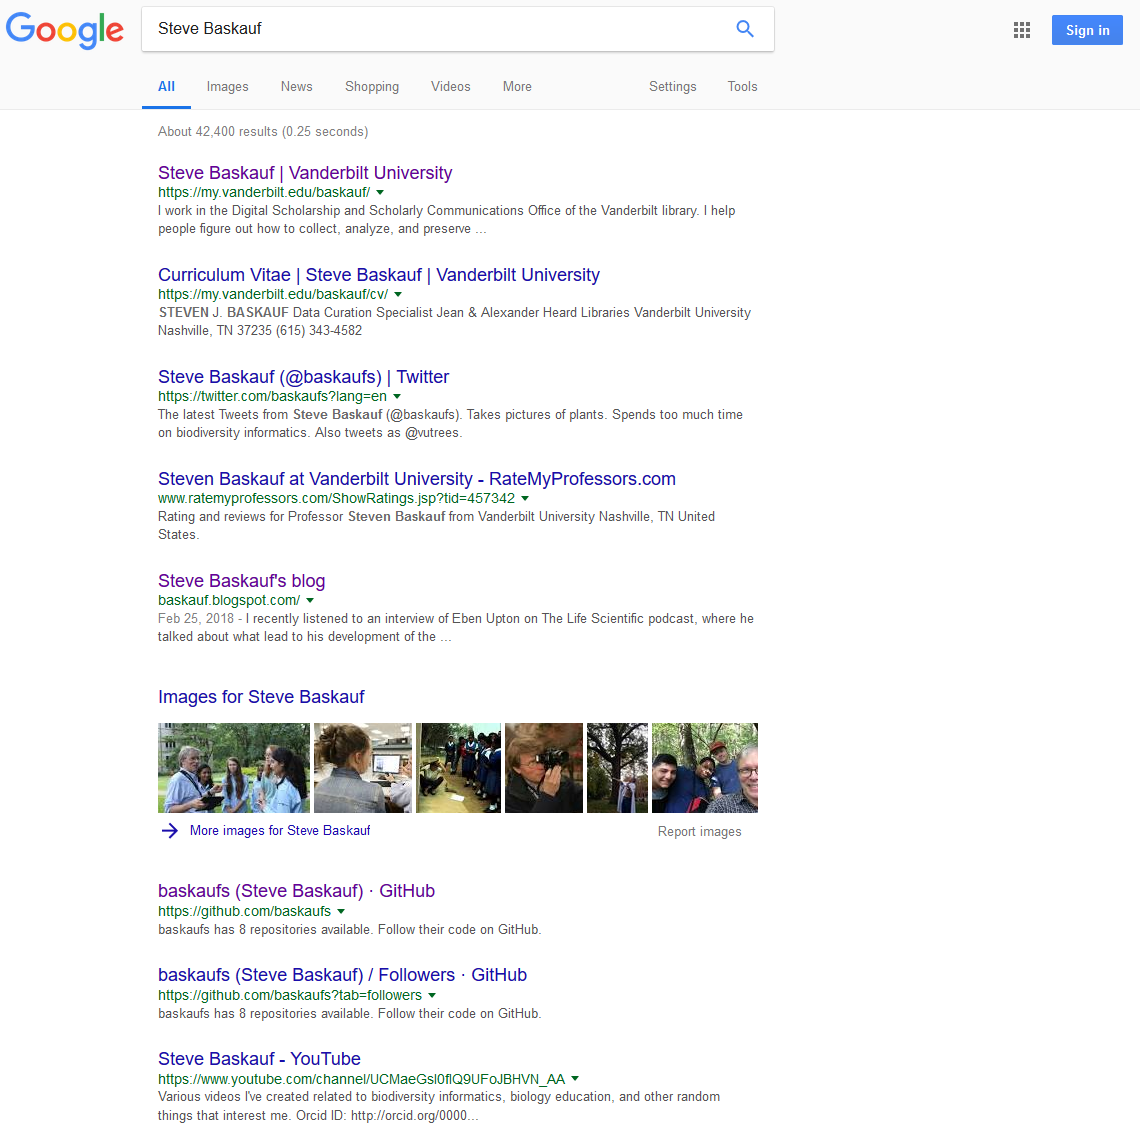 Google
Steve Baskauf
Sign in
All Images News Shopping Videos More Settings Tools
About 42,400 results (0.25 seconds)
Steve Baskauf | Vanderbilt University
https://my.vanderbilt.edu/baskauf/
I work in the Digital Scholarship and Scholarly Communications Office of the Vanderbilt library. I help
people figure out how to collect, analyze, and preserve ...
Curriculum Vitae | Steve Baskauf | Vanderbilt University
https://my.vanderbilt.edu/baskauf/cv/
STEVEN J. BASKAUF Data Curation Specialist Jean & Alexander Heard Libraries Vanderbilt University
Nashville, TN 37235 (615) 343-4582
Steve Baskauf (@baskaufs) | Twitter
https://twitter.com/baskaufs?lang=en
The latest Tweets from Steve Baskauf (@baskaufs). Takes pictures of plants. Spends too much time
on biodiversity informatics. Also tweets as @vutrees.
Steven Baskauf at Vanderbilt University - RateMyProfessors.com
www.ratemyprofessors.com/ShowRatings.jsp?tid=457342
Rating and reviews for Professor Steven Baskauf from Vanderbilt University Nashville, TN United
States.
Steve Baskauf's blog
baskauf.blogspot.com/
Feb 25, 2018 - I recently listened to an interview of Eben Upton on The Life Scientific podcast, where he
talked about what lead to his development of the ...
Images for Steve Baskauf
More images for Steve Baskauf
Report images
baskaufs (Steve Baskauf) · GitHub
https://github.com/baskaufs
baskaufs has 8 repositories available. Follow their code on GitHub.
baskaufs (Steve Baskauf) / Followers · GitHub
https://github.com/baskaufs?tab=followers
baskaufs has 8 repositories available. Follow their code on GitHub.
Steve Baskauf - YouTube
https://www.youtube.com/channel/UCMaeGsl0flQ9UFoJBHVN_AA
Various videos I've created related to biodiversity informatics, biology education, and other random
things that interest me. Orcid ID: http://orcid.org/0000...